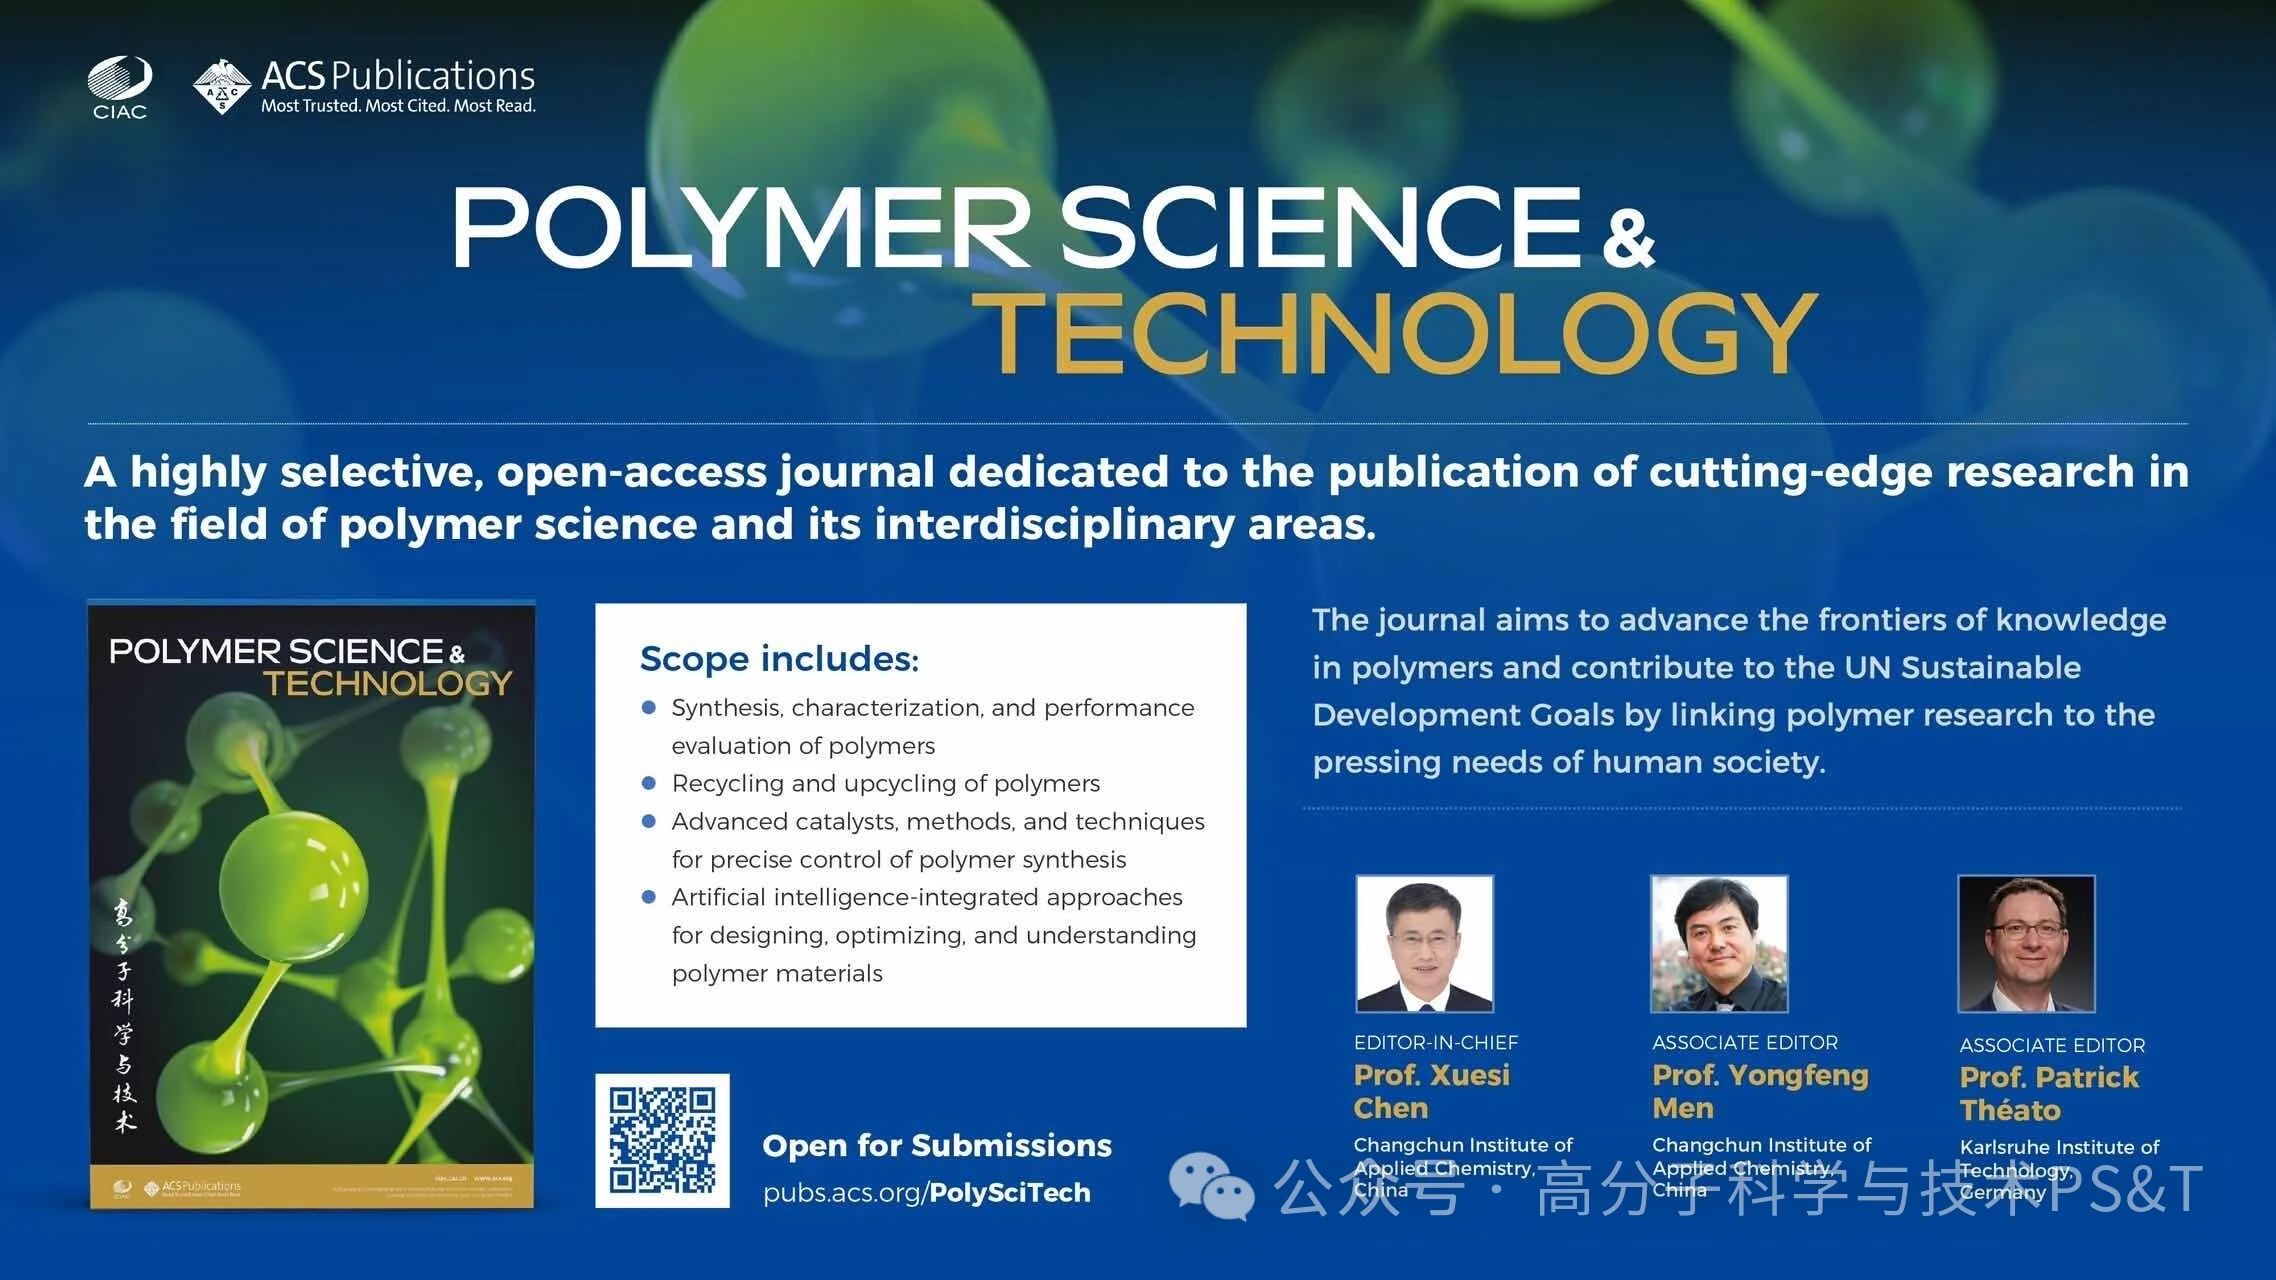 CIAC
ACS Publications
Most Trusted. Most Cited. Most Read.
POLYMER SCIENCE &
TECHNOLOGY
A highly selective, open-access journal dedicated to the publication of cutting-edge research in
the field of polymer science and its interdisciplinary areas.
POLYMER SCIENCE &
TECHNOLOGY
高分子科学与技术
ACS Publications
Scope includes:
Synthesis, characterization, and performance
evaluation of polymers
Recycling and upcycling of polymers
Advanced catalysts, methods, and techniques
for precise control of polymer synthesis
Artificial intelligence-integrated approaches
for designing, optimizing, and understanding
polymer materials
Open for Submissions
pubs.acs.org/PolySciTech
The journal aims to advance the frontiers of knowledge
in polymers and contribute to the UN Sustainable
Development Goals by linking polymer research to the
pressing needs of human society.
EDITOR-IN-CHIEF
Prof. Xuesi
Chen
Changchun Institute of
Applied Chemistry,
China
ASSOCIATE EDITOR
Prof. Yongfeng
Men
Changchun Institute of
Applied Chemistry,
China
ASSOCIATE EDITOR
Prof. Patrick
Théato
Karlsruhe Institute of
Technology,
Germany
公众号 · 高分子科学与技术PS&T